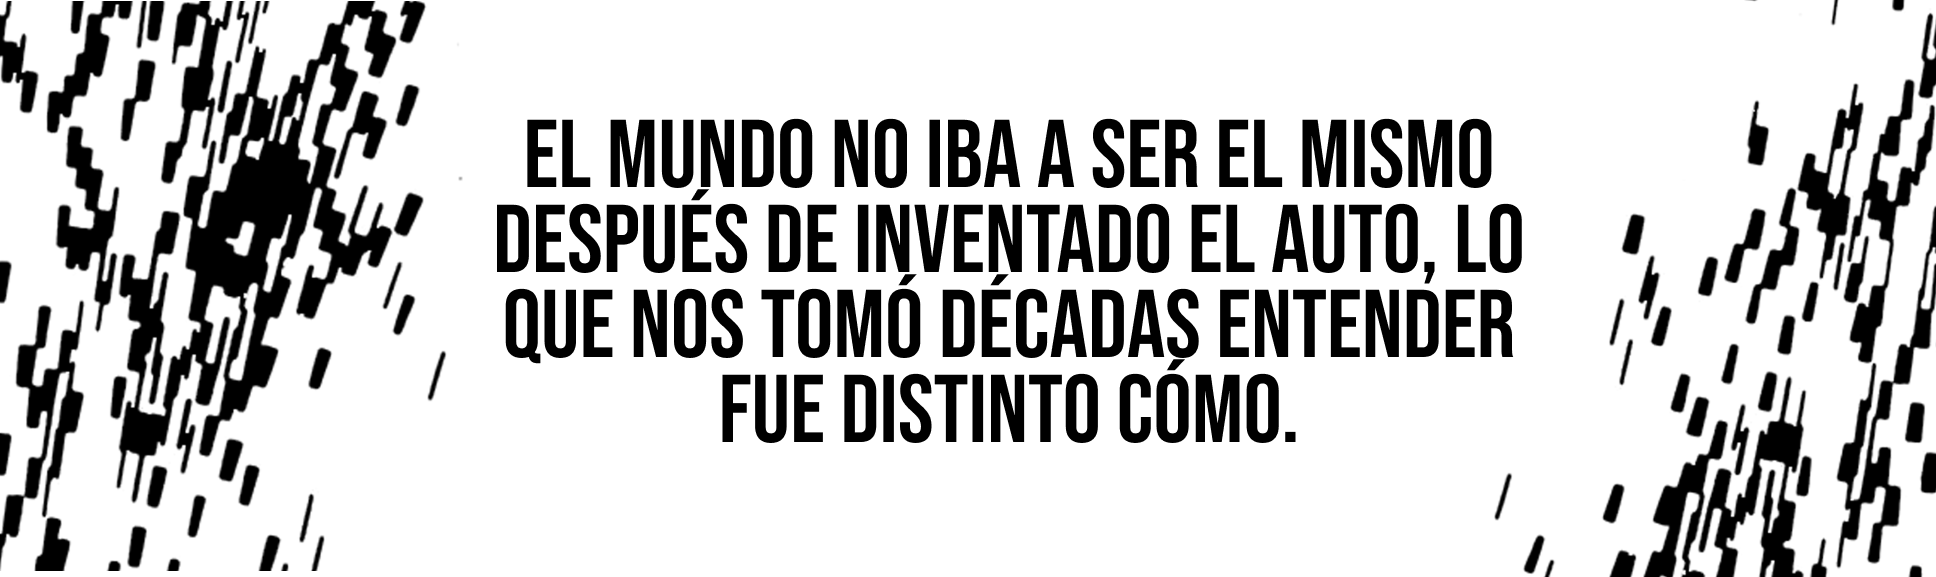 EL MUNDO NO IBA A SER EL MISMO
DESPUÉS DE INVENTADO EL AUTO, LO
QUE NOS TOMÓ DÉCADAS ENTENDER
FUE DISTINTO CÓMO.